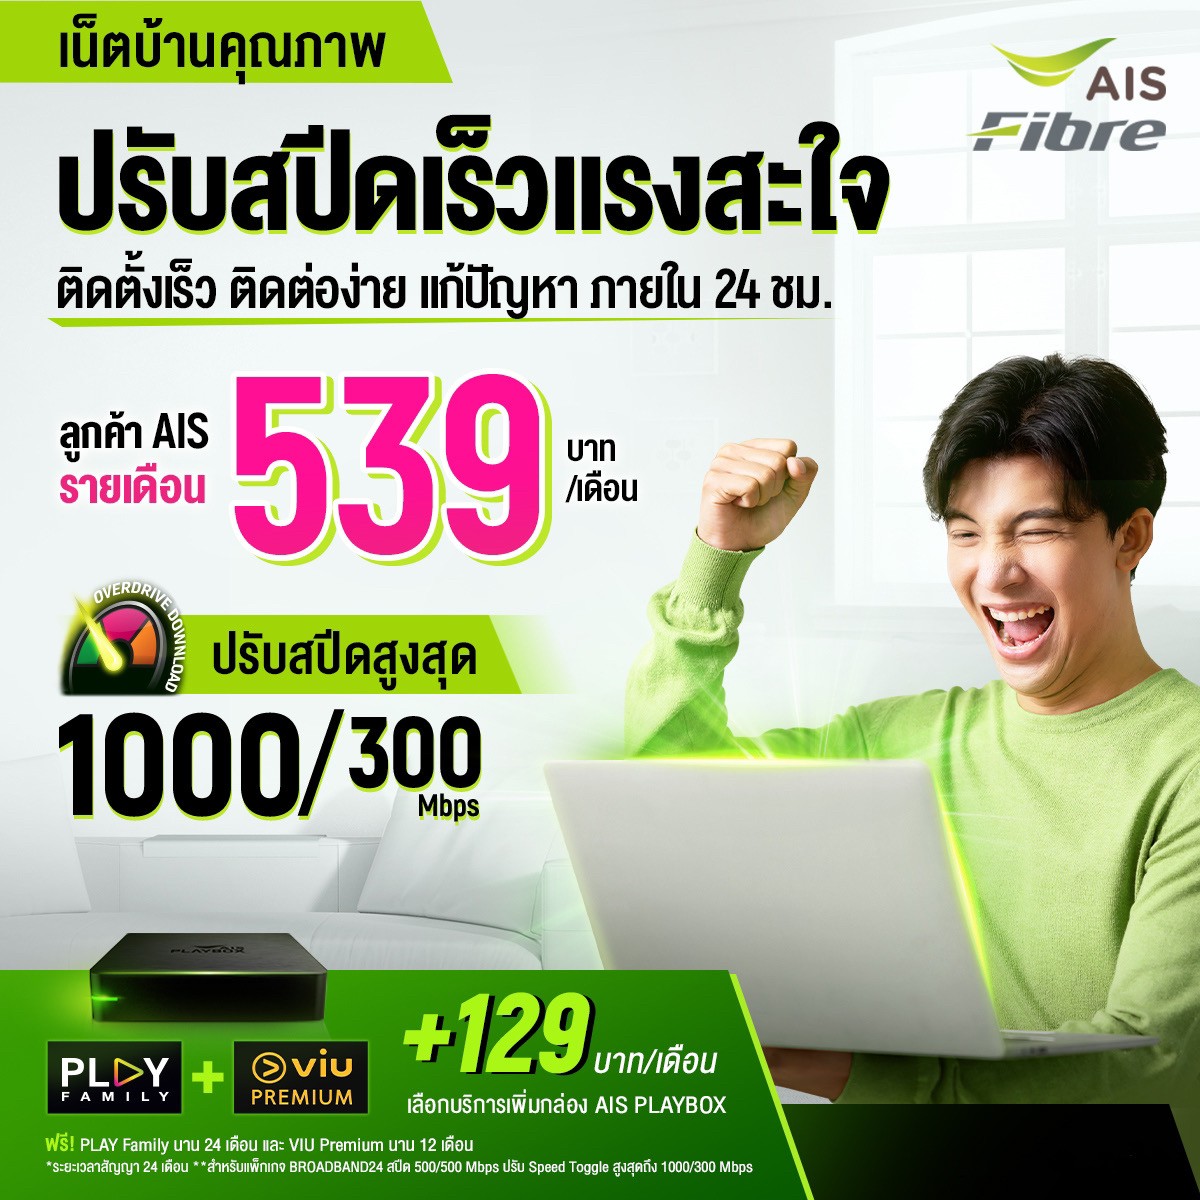 เน็ตบ้านคุณภาพ
AIS
Fibre
ปรับสปีดเร็วแรงสะใจ
ติดตั้งเร็ว ติดต่อง่าย แก้ปัญหา ภายใน 24 ชม.
ลูกค้า AIS
รายเดือน
539
บาท
/เดือน
OVERDRIVE DOWNLOAD
ปรับสปีดสูงสุด
1000/300
Mbps
AIS
PLAYBOX
PLAY
FAMILY
+
viu
PREMIUM
+129 บาท/เดือน
เลือกบริการเพิ่มกล่อง AIS PLAYBOX
ฟรี! PLAY Family นาน 24 เดือน และ VIU Premium นาน 12 เดือน
*ระยะเวลาสัญญา 24 เดือน **สำหรับแพ็กเกจ BROADBAND24 สปีด 500/500 Mbps ปรับ Speed Toggle สูงสุดถึง 1000/300 Mbps